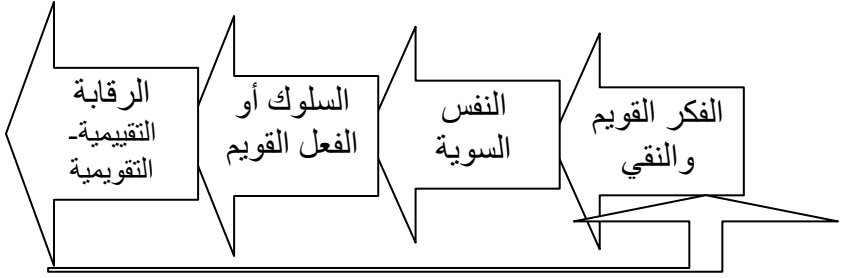 الفكر القويم
والنقي
النفس
السوية
السلوك أو
الفعل القويم
الرقابة
التقييمية-
التقويمية